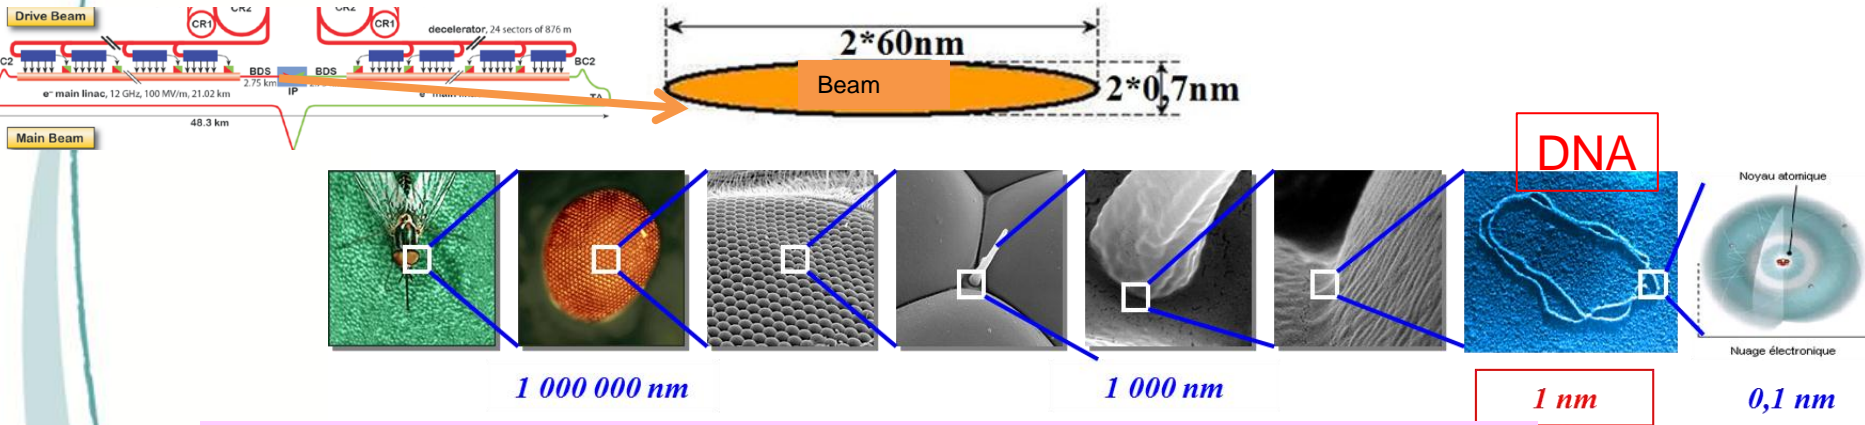 Drive Beam
CR2
CR2
CR1
CR1
decelerator, 24 sectors of 876 m
C2
BDS
BDS
BC2
2.75 km
IP
e⁻ main linac, 12 GHz, 100 MV/m, 21.02 km
48.3 km
Main Beam
2*60nm
Beam
2*0,7nm
DNA
Noyau atomique
Nuage électronique
1 000 000 nm
1 000 nm
1 nm
0,1 nm